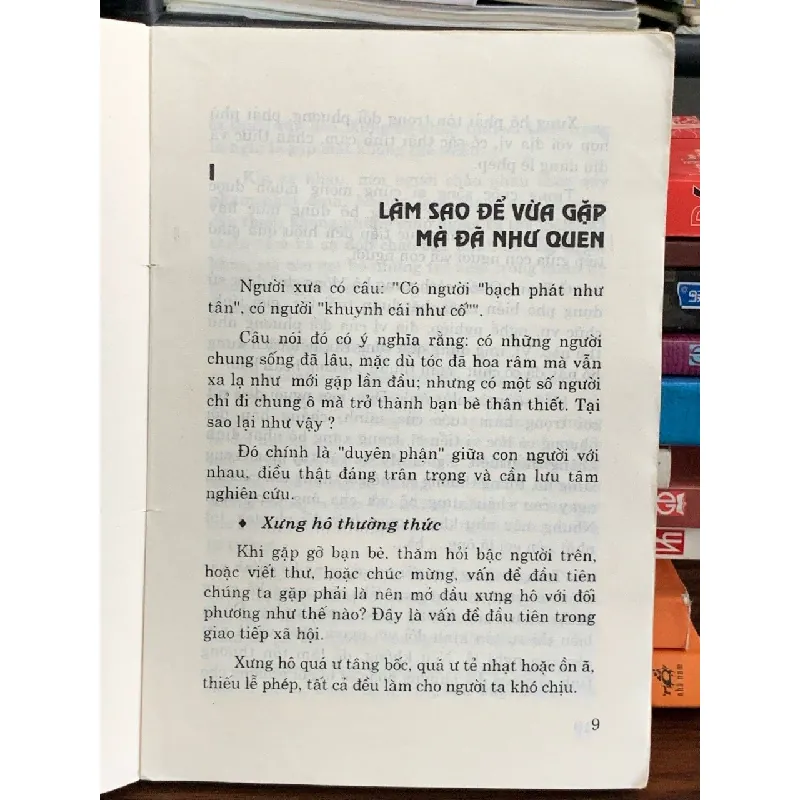 I
LÀM SAO ĐỂ VỪA GẶP
MÀ ĐÃ NHƯ QUEN
Người xưa có câu: "Có người "bạch phát như
tân", có người "khuynh cái như cố"".
Câu nói đó có ý nghĩa rằng: có những người
chung sống đã lâu, mặc dù tóc đã hoa râm mà vẫn
xa lạ như mới gặp lần đầu; nhưng có một số người
chỉ đi chung ô mà trở thành bạn bè thân thiết. Tại
sao lại như vậy ?
Đó chính là "duyên phận" giữa con người với
nhau, điều thật đáng trân trọng và cần lưu tâm
nghiên cứu.
♦ Xưng hô thường thức
Khi gặp gỡ bạn bè, thăm hỏi bậc người trên,
hoặc viết thư, hoặc chúc mừng, vấn đề đầu tiên
chúng ta gặp phải là nên mở đầu xưng hô với đối
phương như thế nào? Đây là vấn đề đầu tiên trong
giao tiếp xã hội.
Xưng hô quá ư tâng bốc, quá ư tẻ nhạt hoặc ồn ã,
thiếu lễ phép, tất cả đều làm cho người ta khó chịu.
9
nhã nam